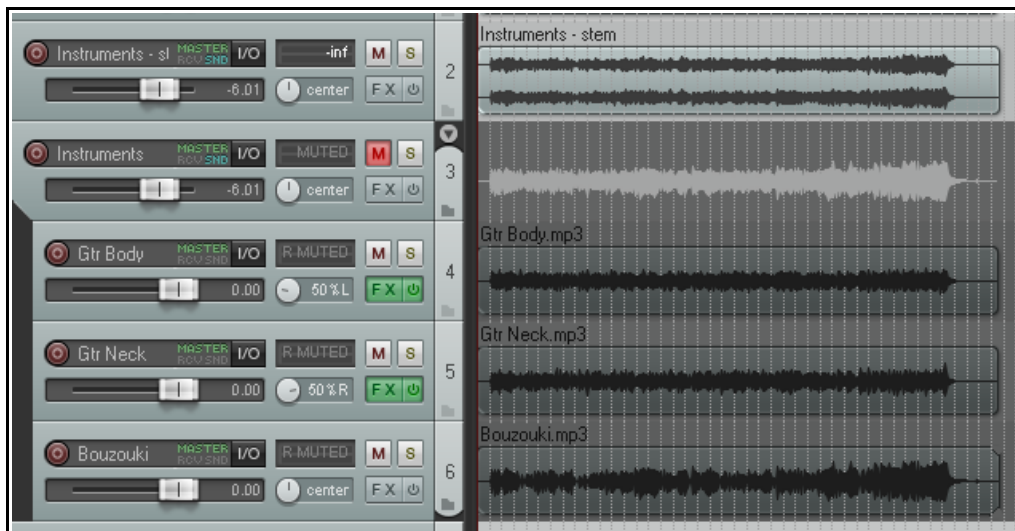 Instruments - stem
Instruments - st MASTER RCV SND I/O -inf M S
-6.01 center FX
2
Instruments MASTER RCV SND I/O MUTED M S
-6.01 center FX
3
Gtr Body.mp3
Gtr Body MASTER RCV SND I/O R-MUTED M S
0.00 50%L FX
4
Gtr Neck.mp3
Gtr Neck MASTER RCV SND I/O R-MUTED M S
0.00 50%R FX
5
Bouzouki.mp3
Bouzouki MASTER RCV SND I/O R-MUTED M S
0.00 center FX
6